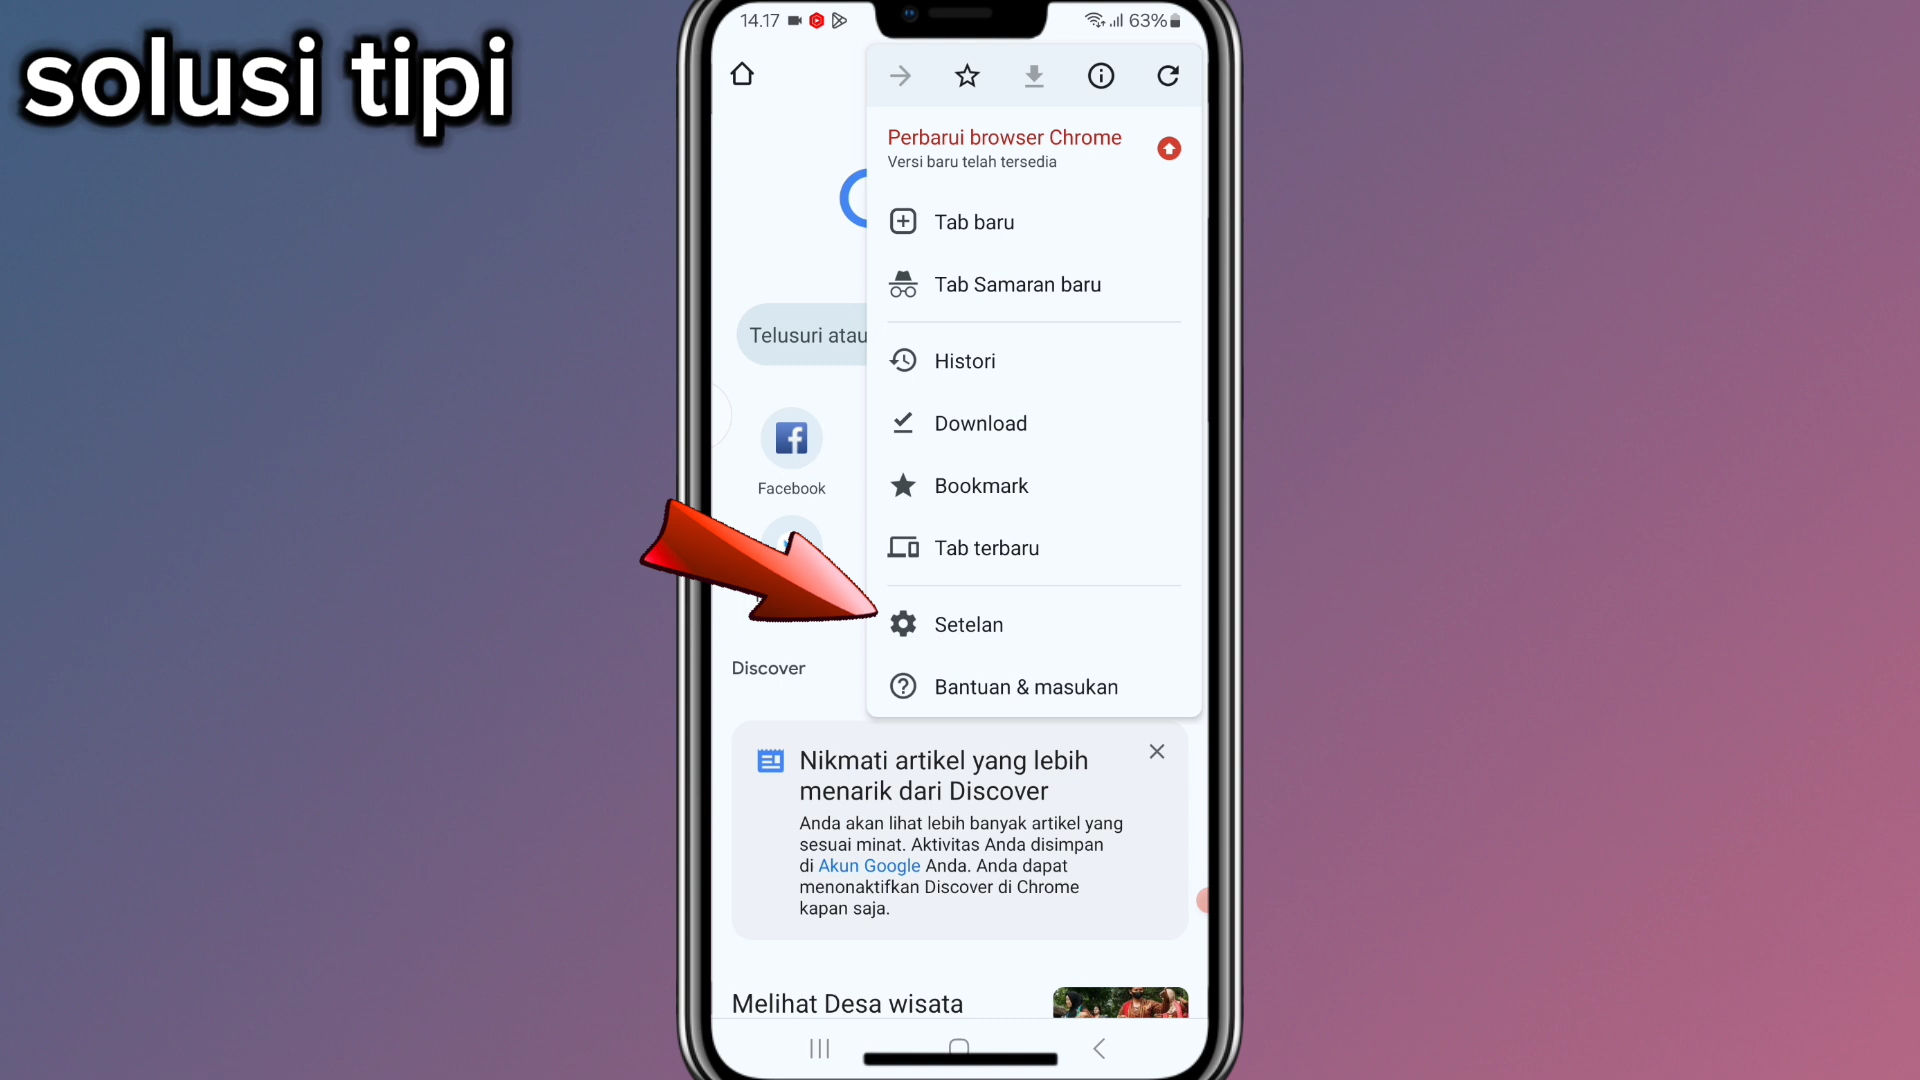 solusi tipi
14.17
63%
Perbarui browser Chrome
Versi baru telah tersedia
Tab baru
Tab Samaran baru
Telusuri atau
Histori
Download
Bookmark
Facebook
Tab terbaru
Setelan
Discover
Bantuan & masukan
Nikmati artikel yang lebih
menarik dari Discover
Anda akan lihat lebih banyak artikel yang
sesuai minat. Aktivitas Anda disimpan
di Akun Google Anda. Anda dapat
menonaktifkan Discover di Chrome
kapan saja.
Melihat Desa wisata